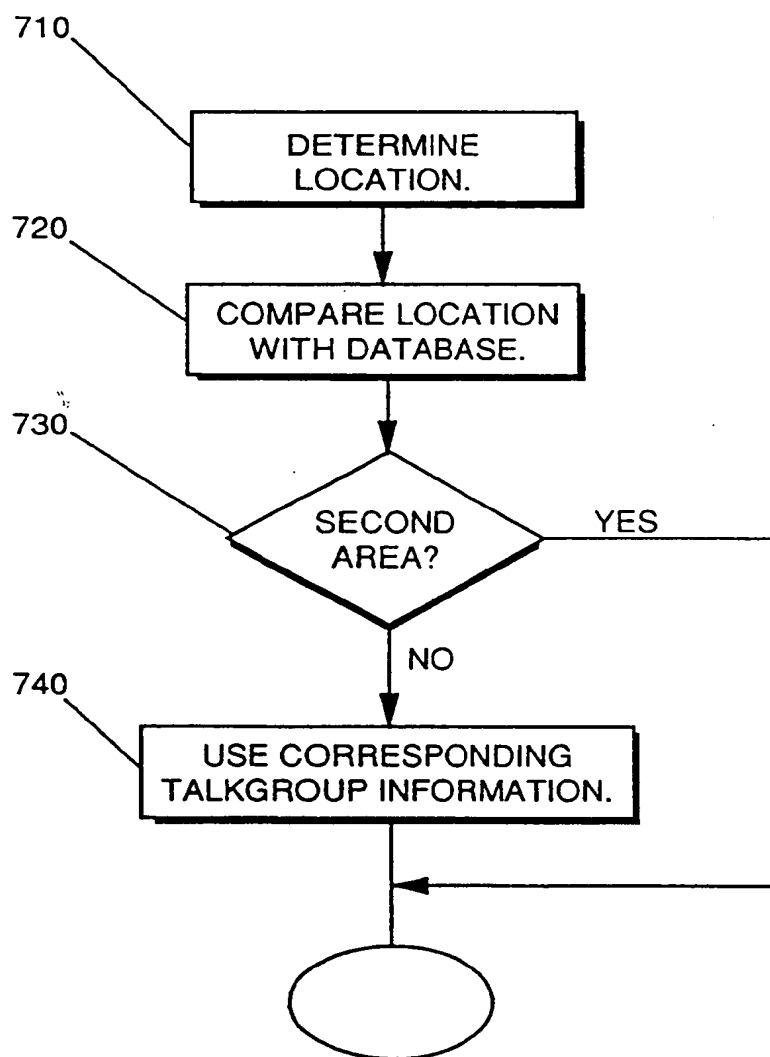 710
DETERMINE
LOCATION.
720
COMPARE LOCATION
WITH DATABASE.
730
SECOND
AREA?
YES
NO
740
USE CORRESPONDING
TALKGROUP INFORMATION.